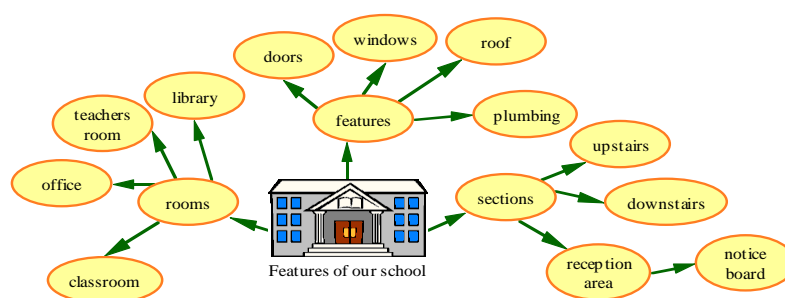 windows
roof
doors
library
features
plumbing
teachers
room
upstairs
office
rooms
sections
downstairs
Features of our school
classroom
reception
area
notice
board